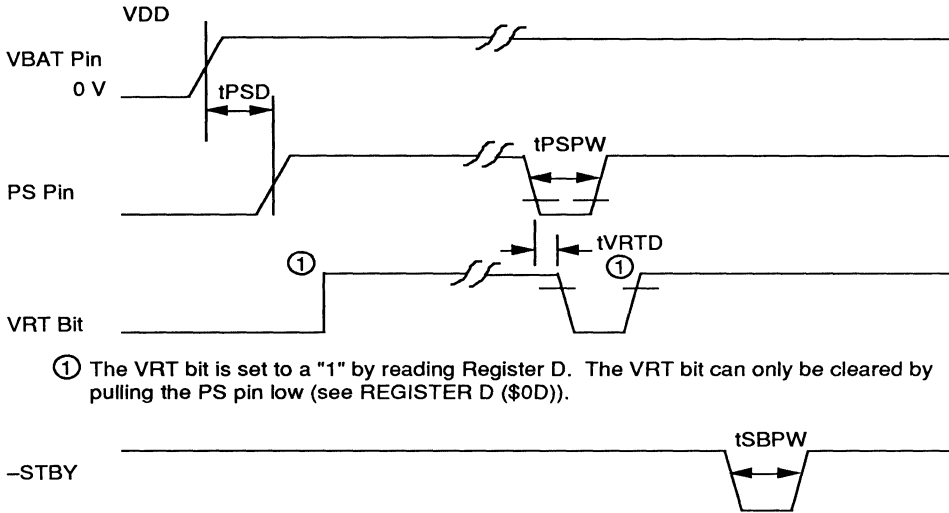 VDD
VBAT Pin
0 V
tPSD
tPSPW
PS Pin
tVRTD
① ①
VRT Bit
① The VRT bit is set to a "1" by reading Register D. The VRT bit can only be cleared by
pulling the PS pin low (see REGISTER D ($0D)).
tSBPW
–STBY